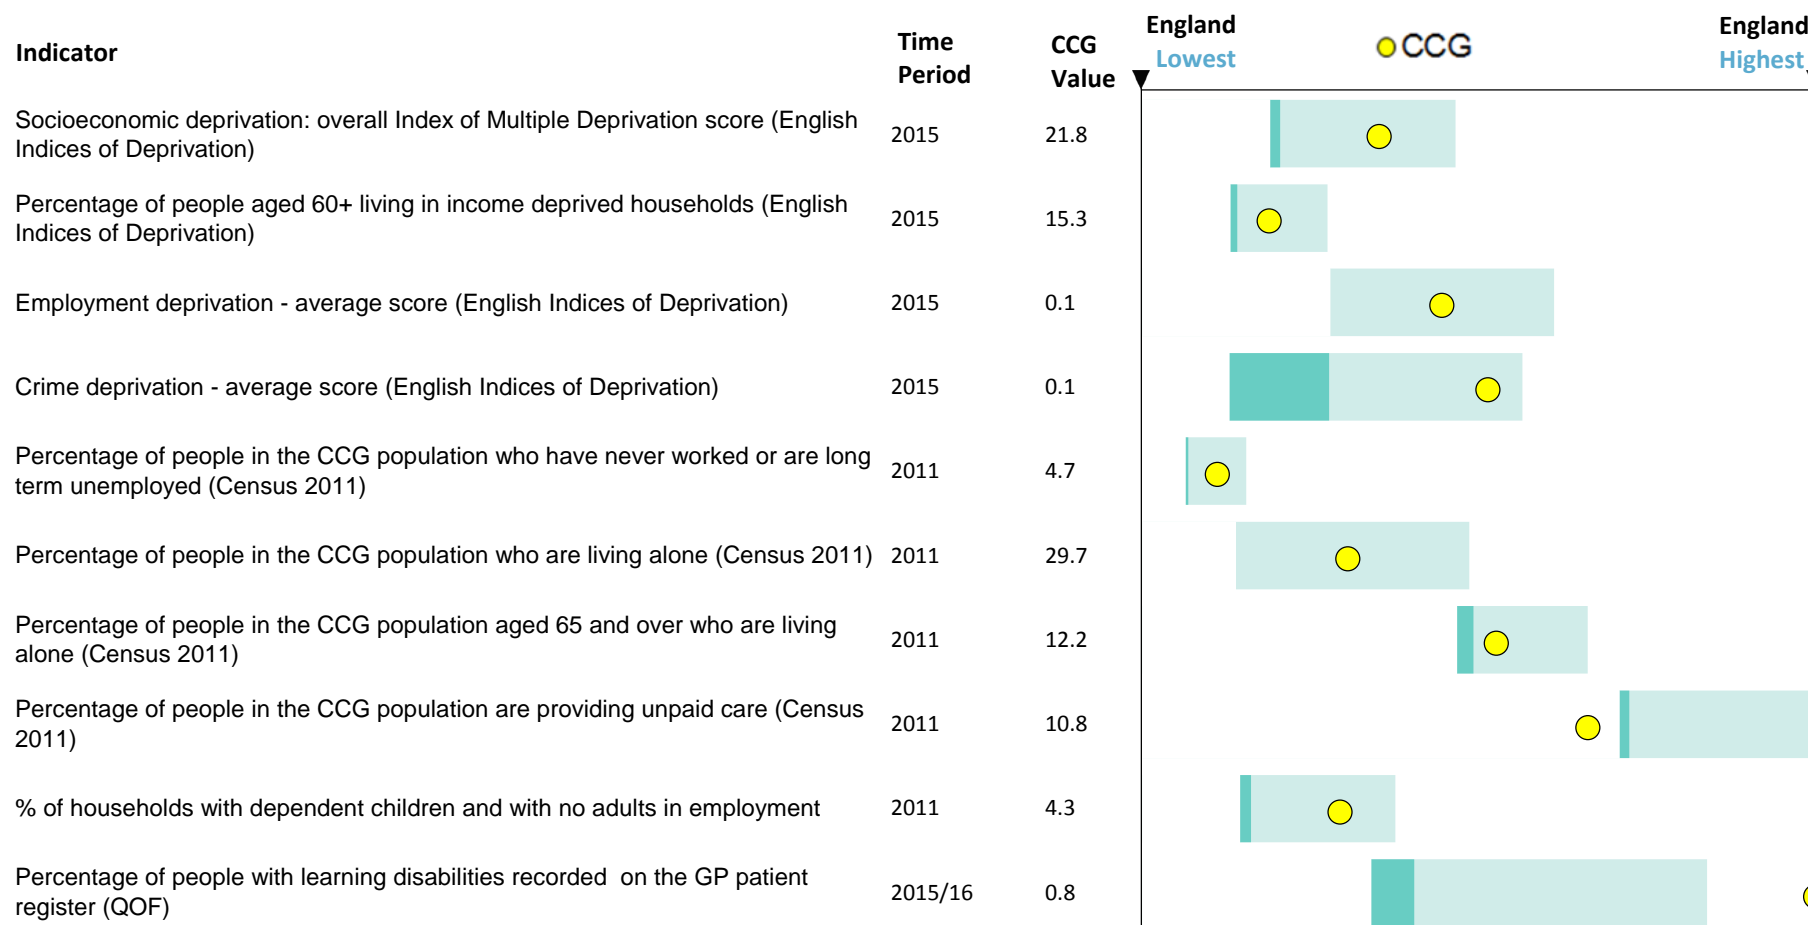 Indicator
Time
Period
CCG
Value
England
Lowest
CCG
England
Highest
Socioeconomic deprivation: overall Index of Multiple Deprivation score (English
Indices of Deprivation)
2015
21.8
Percentage of people aged 60+ living in income deprived households (English
Indices of Deprivation)
2015
15.3
Employment deprivation - average score (English Indices of Deprivation)
2015
0.1
Crime deprivation - average score (English Indices of Deprivation)
2015
0.1
Percentage of people in the CCG population who have never worked or are long
term unemployed (Census 2011)
2011
4.7
Percentage of people in the CCG population who are living alone (Census 2011)
2011
29.7
Percentage of people in the CCG population aged 65 and over who are living
alone (Census 2011)
2011
12.2
Percentage of people in the CCG population are providing unpaid care (Census
2011)
2011
10.8
% of households with dependent children and with no adults in employment
2011
4.3
Percentage of people with learning disabilities recorded  on the GP patient
register (QOF)
2015/16
0.8